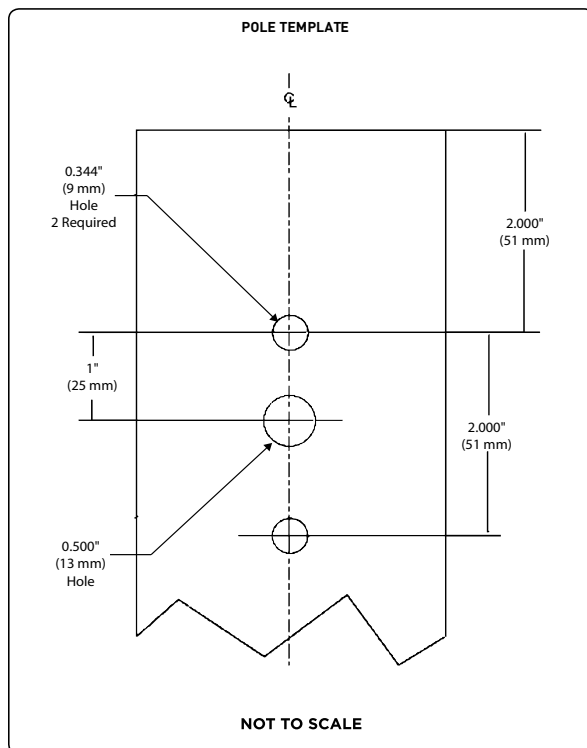 POLE TEMPLATE
℄
0.344"
(9 mm)
Hole
2 Required
2.000"
(51 mm)
1"
(25 mm)
2.000"
(51 mm)
0.500"
(13 mm)
Hole
NOT TO SCALE